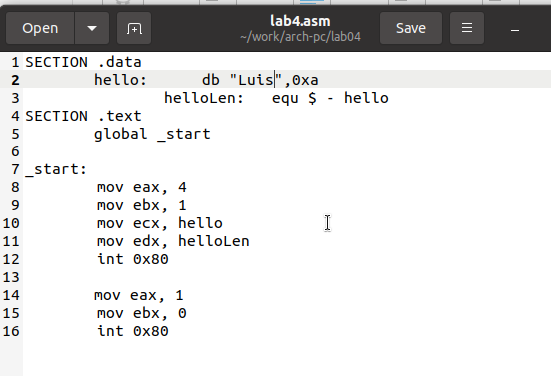 Open lab4.asm Save
~/work/arch-pc/lab04
1 SECTION .data
2 hello: db "Luis",0xa
3 helloLen: equ $ - hello
4 SECTION .text
5 global _start
6
7 _start:
8 mov eax, 4
9 mov ebx, 1
10 mov ecx, hello
11 mov edx, helloLen
12 int 0x80
13
14 mov eax, 1
15 mov ebx, 0
16 int 0x80